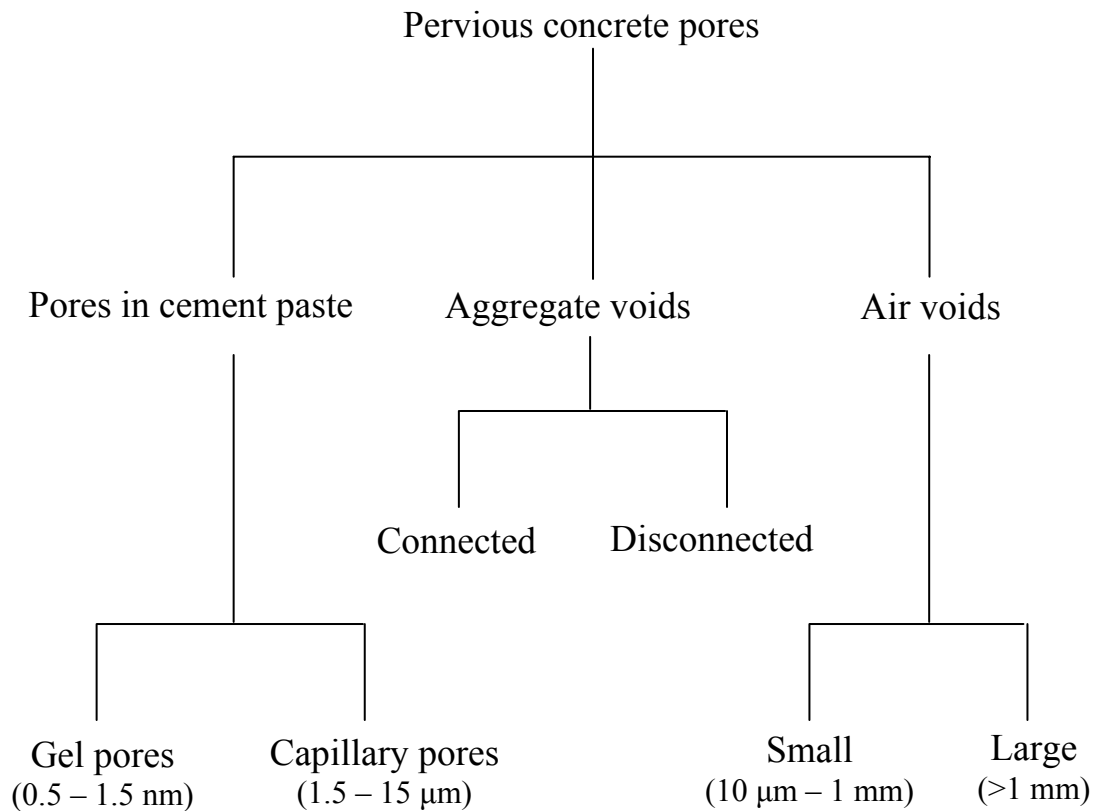 Pervious concrete pores
Pores in cement paste
Aggregate voids
Air voids
Connected
Disconnected
Gel pores
(0.5 – 1.5 nm)
Capillary pores
(1.5 – 15 μm)
Small
(10 μm – 1 mm)
Large
(>1 mm)